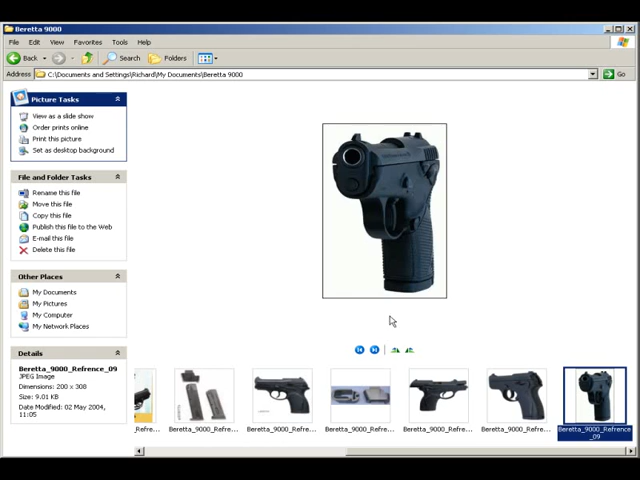 Beretta 9000
File Edit View Favorites Tools Help
Back Search Folders
Address C:\Documents and Settings\Richard\My Documents\Beretta 9000 Go
Picture Tasks
View as a slide show
Order prints online
Print this picture
Set as desktop background
File and Folder Tasks
Rename this file
Move this file
Copy this file
Publish this file to the Web
E-mail this file
Delete this file
Other Places
My Documents
My Pictures
My Computer
My Network Places
Details
Beretta_9000_Refrence_09
JPEG Image
Dimensions: 200 x 308
Size: 9.01 KB
Date Modified: 02 May 2004,
11:05
_9000_Refre... Beretta_9000_Refre... Beretta_9000_Refre... Beretta_9000_Refre... Beretta_9000_Refre... Beretta_9000_Refre... Beretta_9000_Refrence
_09